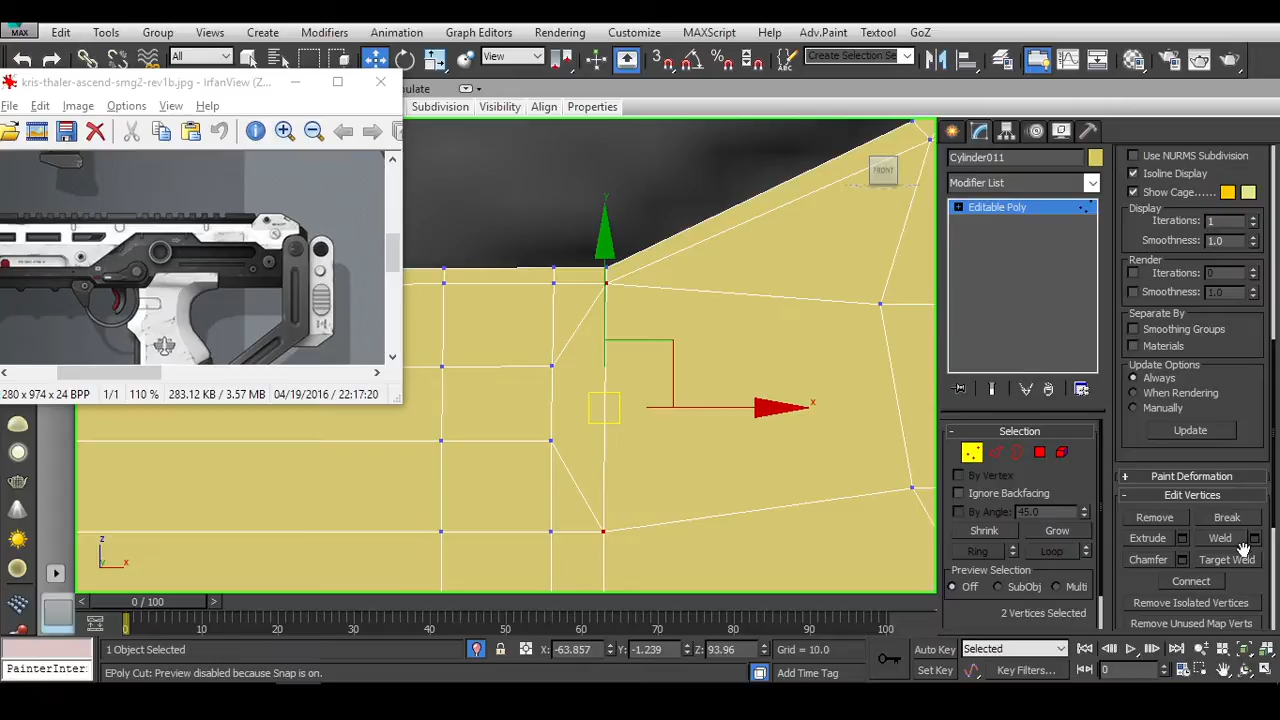 MAX
Edit Tools Group Views Create Modifiers Animation Graph Editors Rendering Customize MAXScript Help Adv.Paint Textool GoZ
All View Create Selection Se
kris-thaler-ascend-smg2-rev1b.jpg - IrfanView (Z...
File Edit Image Options View Help
ulate
Subdivision Visibility Align Properties
FRONT
y
x
z
x
280 x 974 x 24 BPP 1/1 110 % 283.12 KB / 3.57 MB 04/19/2016 / 22:17:20
Cylinder011
Modifier List
Editable Poly
Selection
By Vertex
Ignore Backfacing
By Angle: 45.0
Shrink Grow
Ring Loop
Preview Selection
Off SubObj Multi
2 Vertices Selected
Use NURMS Subdivision
Isoline Display
Show Cage......
Display
Iterations: 1
Smoothness: 1.0
Render
Iterations: 0
Smoothness: 1.0
Separate By
Smoothing Groups
Materials
Update Options
Always
When Rendering
Manually
Update
Paint Deformation
Edit Vertices
Remove Break
Extrude Weld
Chamfer Target Weld
Connect
Remove Isolated Vertices
Remove Unused Map Verts
0 / 100
0 10 20 30 40 50 60 70 80 90 100
PainterInter
1 Object Selected X: -63.857 Y: -1.239 Z: 93.96 Grid = 10.0 Auto Key Selected
EPoly Cut: Preview disabled because Snap is on. Add Time Tag Set Key Key Filters... 0